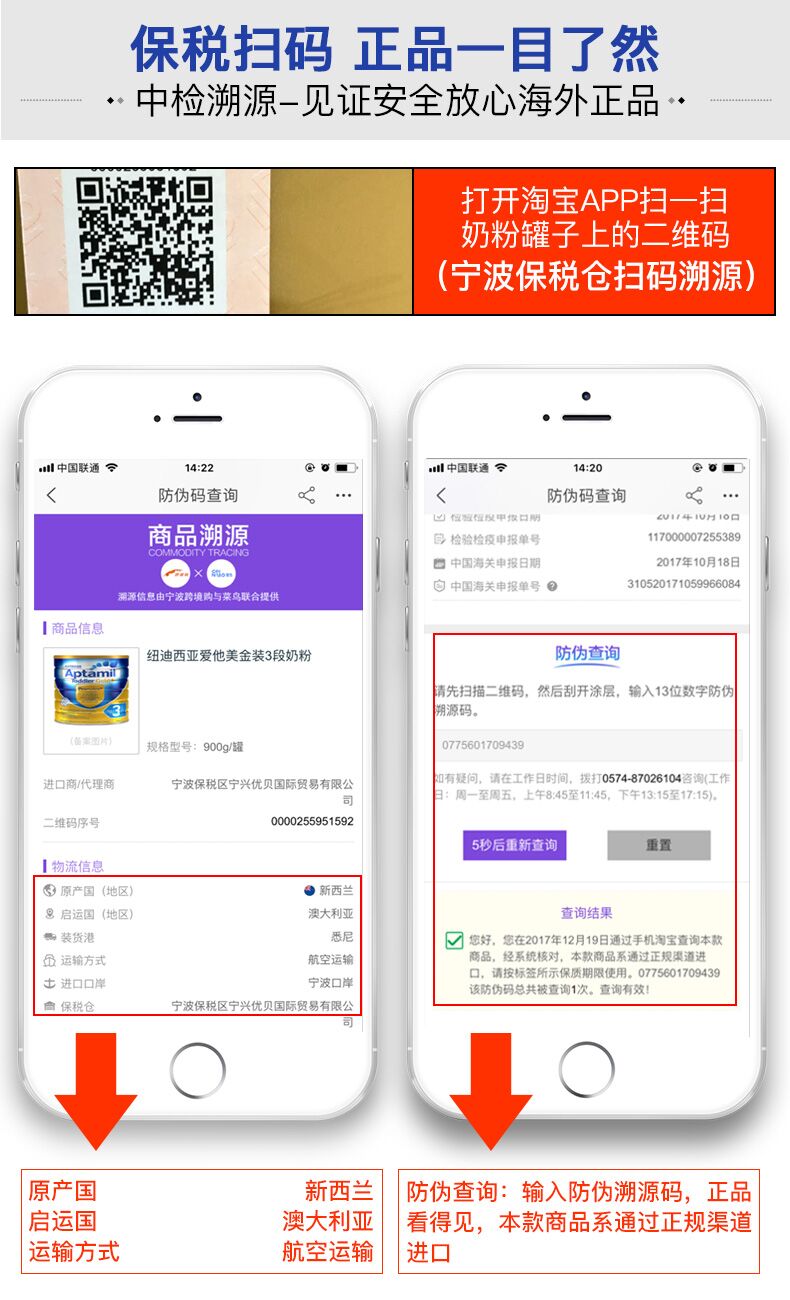 保税扫码 正品一目了然
中检溯源-见证安全放心海外正品
打开淘宝APP扫一扫
奶粉罐子上的二维码
（宁波保税仓扫码溯源）
中国联通
14:22
防伪码查询
商品溯源
COMMODITY TRACING
溯源信息由宁波跨境购与菜鸟联合提供
商品信息
纽迪西亚爱他美金装3段奶粉
Aptamil
Toddler Gold+
3
（备案图片）
规格型号：900g/罐
进口商/代理商 宁波保税区宁兴优贝国际贸易有限公
司
二维码序号 0000255951592
物流信息
原产国（地区） 新西兰
启运国（地区） 澳大利亚
装货港 悉尼
运输方式 航空运输
进口口岸 宁波口岸
保税仓 宁波保税区宁兴优贝国际贸易有限公
司
中国联通
14:20
防伪码查询
检验检疫申报日期 2017年10月18日
检验检疫申报单号 117000007255389
中国海关申报日期 2017年10月18日
中国海关申报单号 310520171059966084
防伪查询
请先扫描二维码，然后刮开涂层，输入13位数字防伪
溯源码。
0775601709439
如有疑问，请在工作日时间，拨打0574-87026104咨询(工作
日：周一至周五，上午8:45至11:45，下午13:15至17:15)。
5秒后重新查询
重置
查询结果
您好，您在2017年12月19日通过手机淘宝查询本款
商品，经系统核对，本款商品系通过正规渠道进
口，请按标签所示保质期限使用。0775601709439
该防伪码总共被查询1次。查询有效！
原产国 新西兰
启运国 澳大利亚
运输方式 航空运输
防伪查询：输入防伪溯源码，正品
看得见，本款商品系通过正规渠道
进口